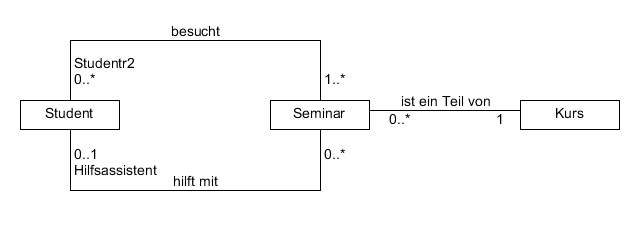 besucht
Studentr2
0..*
1..*
Student
Seminar
ist ein Teil von
0..*
1
Kurs
0..1
Hilfsassistent
0..*
hilft mit